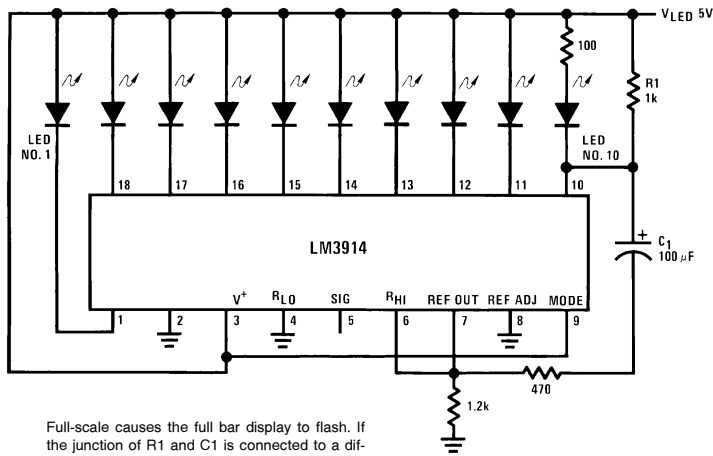 VLED 5V
100
R1
1k
LED
NO. 1
LED
NO. 10
18 17 16 15 14 13 12 11 10
LM3914
+
C1
100 μF
V+ RLO SIG RHI REF OUT REF ADJ MODE
1 2 3 4 5 6 7 8 9
470
1.2k
Full-scale causes the full bar display to flash. If
the junction of R1 and C1 is connected to a dif-